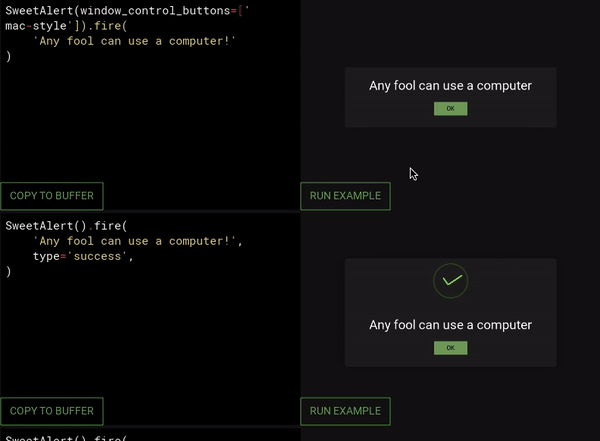 SweetAlert(window_control_buttons=['
mac-style']).fire(
    'Any fool can use a computer!'
)
Any fool can use a computer
OK
COPY TO BUFFER
RUN EXAMPLE
SweetAlert().fire(
    'Any fool can use a computer!',
    type='success',
)
Any fool can use a computer
OK
COPY TO BUFFER
RUN EXAMPLE
SweetAlert().fire(